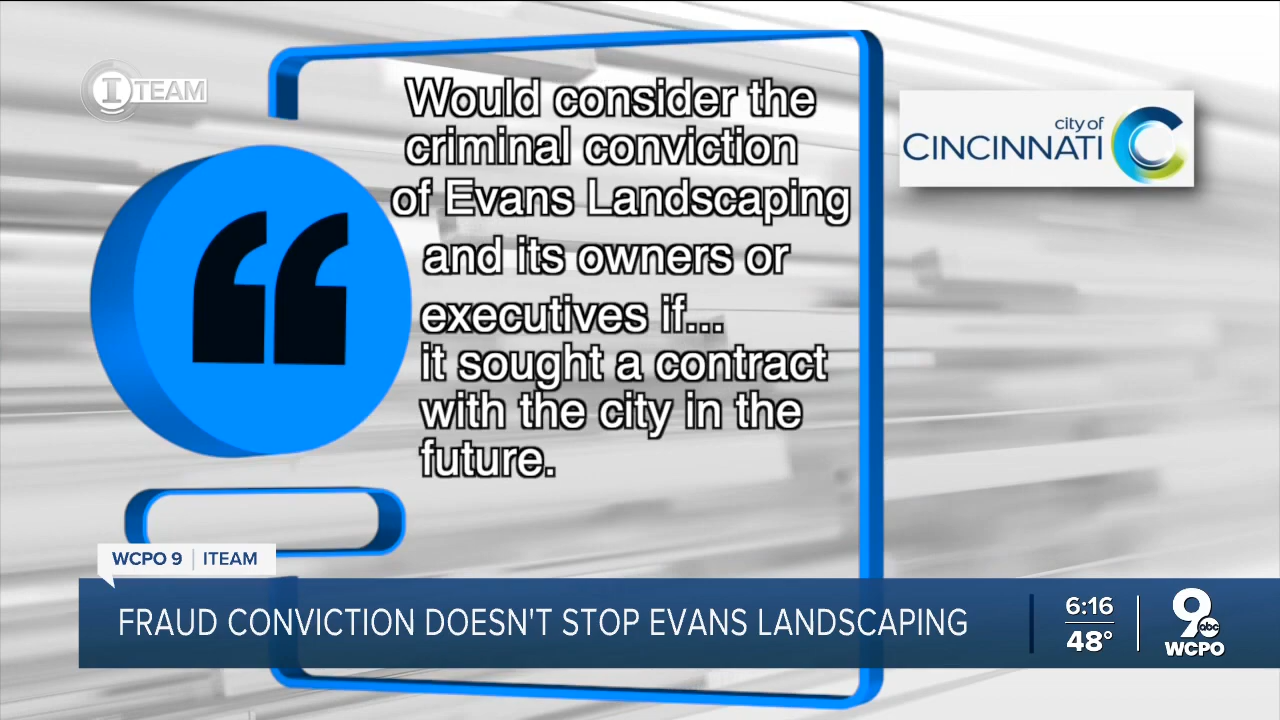 I TEAM
Would consider the
criminal conviction
of Evans Landscaping
and its owners or
executives if...
it sought a contract
with the city in the
future.
city of
CINCINNATI
WCPO 9 | ITEAM
FRAUD CONVICTION DOESN'T STOP EVANS LANDSCAPING
6:16
48°
9
abc
WCPO